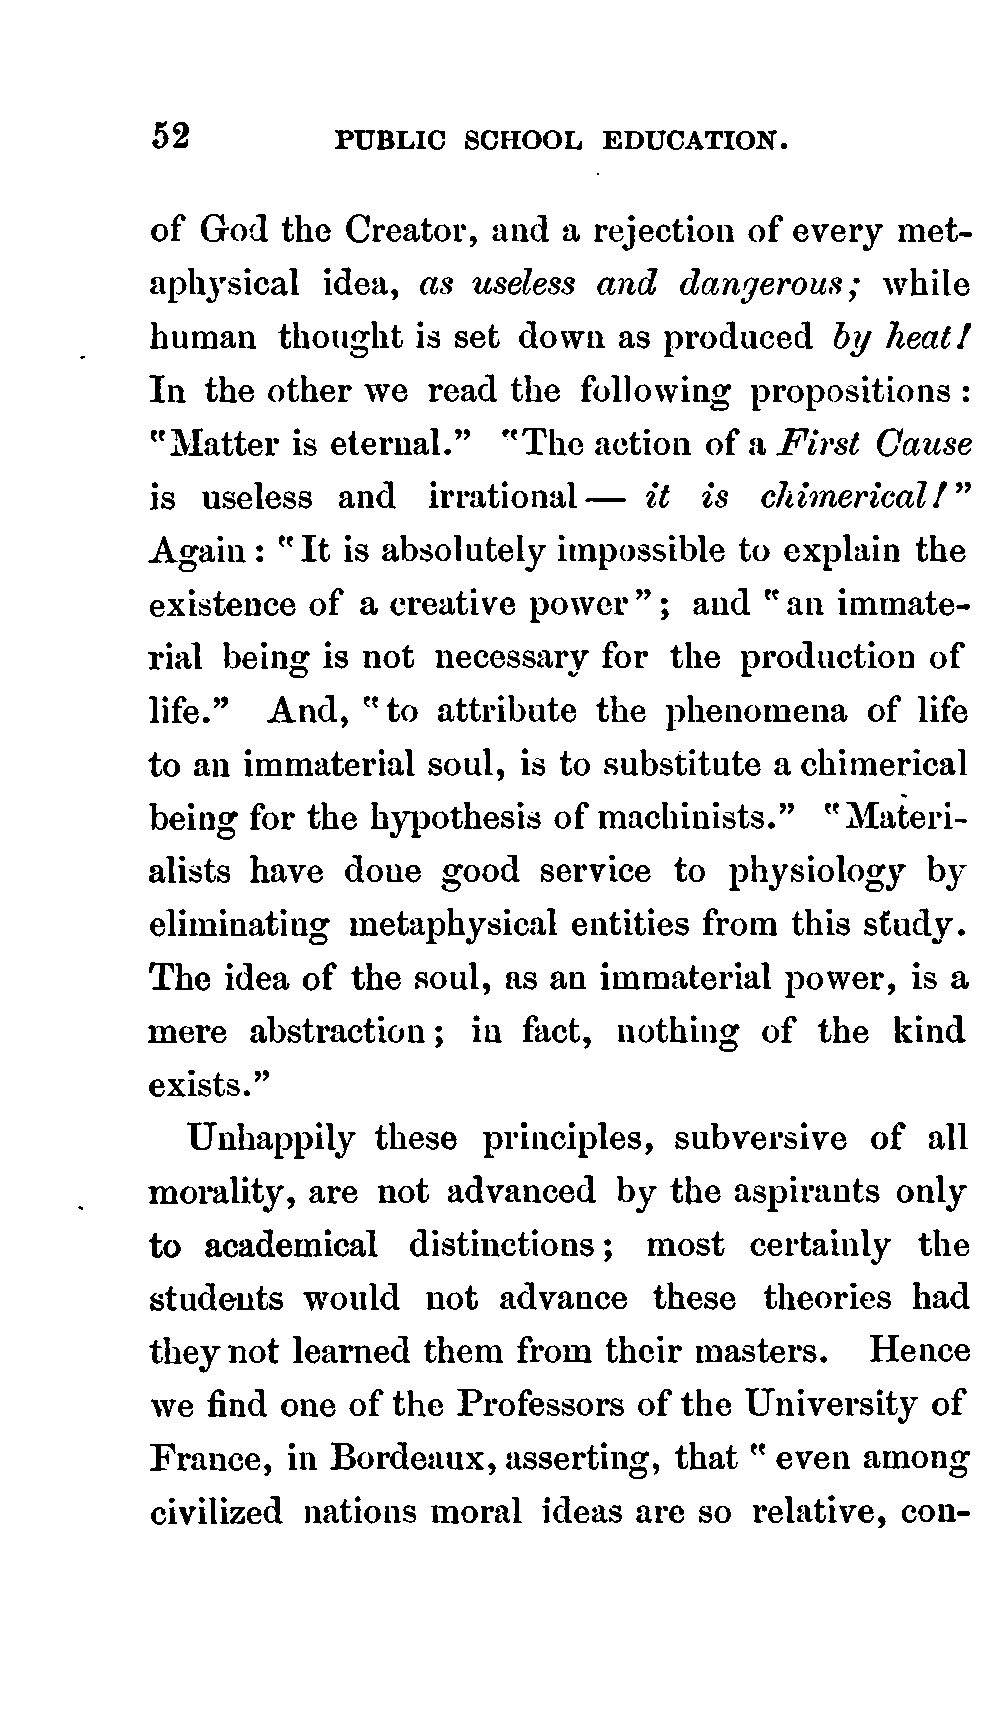 52 PUBLIC SCHOOL EDUCATION.
of God the Creator, and a rejection of every met-
aphysical idea, as useless and dangerous; while
human thought is set down as produced by heat!
In the other we read the following propositions:
"Matter is eternal." "The action of a First Cause
is useless and irrational — it is chimerical!"
Again: "It is absolutely impossible to explain the
existence of a creative power"; and "an immate-
rial being is not necessary for the production of
life." And, "to attribute the phenomena of life
to an immaterial soul, is to substitute a chimerical
being for the hypothesis of machinists." "Materi-
alists have done good service to physiology by
eliminating metaphysical entities from this study.
The idea of the soul, as an immaterial power, is a
mere abstraction; in fact, nothing of the kind
exists."
Unhappily these principles, subversive of all
morality, are not advanced by the aspirants only
to academical distinctions; most certainly the
students would not advance these theories had
they not learned them from their masters. Hence
we find one of the Professors of the University of
France, in Bordeaux, asserting, that "even among
civilized nations moral ideas are so relative, con-